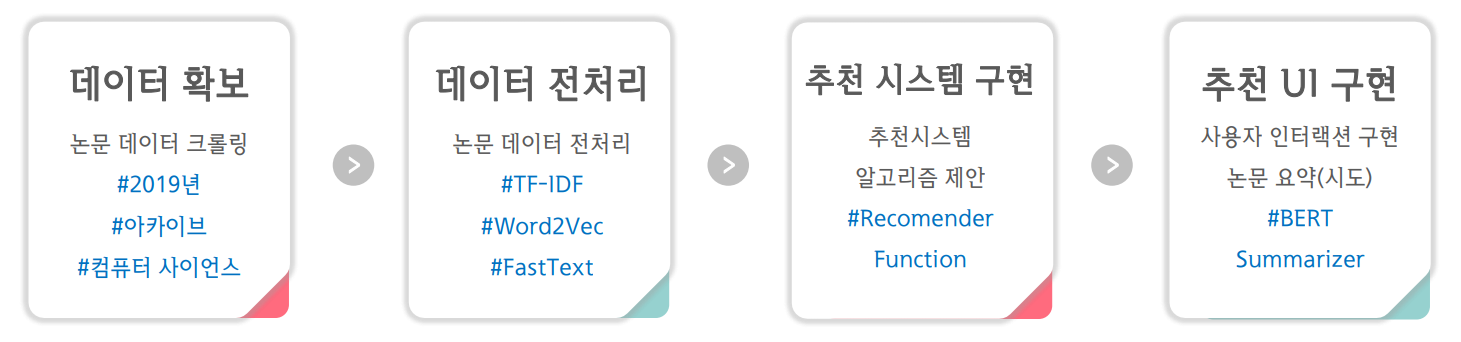 데이터 확보
논문 데이터 크롤링
#2019년
#아카이브
#컴퓨터 사이언스
데이터 전처리
논문 데이터 전처리
#TF-IDF
#Word2Vec
#FastText
추천 시스템 구현
추천시스템
알고리즘 제안
#Recomender
Function
추천 UI 구현
사용자 인터랙션 구현
논문 요약(시도)
#BERT
Summarizer